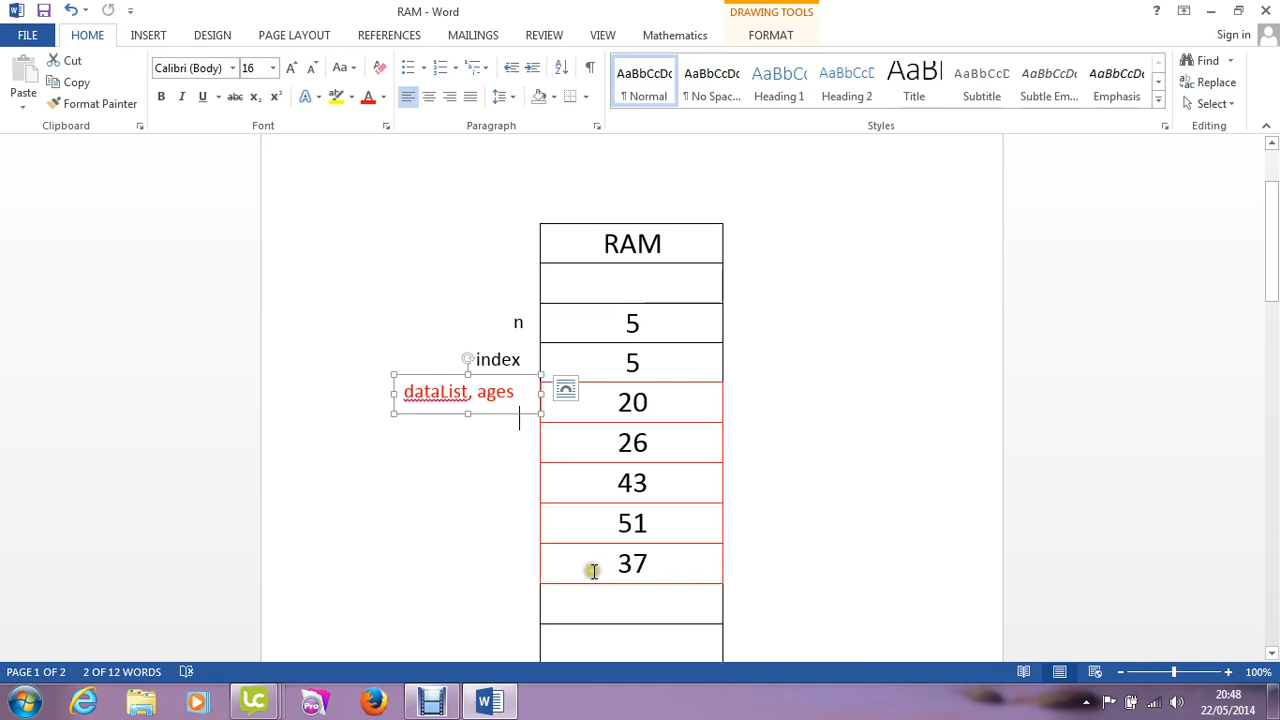 RAM - Word
DRAWING TOOLS
FILE
HOME
INSERT
DESIGN
PAGE LAYOUT
REFERENCES
MAILINGS
REVIEW
VIEW
Mathematics
FORMAT
Sign in
Paste
Cut
Copy
Format Painter
Clipboard
Calibri (Body)
16
Font
Paragraph
AaBbCcDc
¶ Normal
AaBbCcDc
¶ No Spac...
AaBbCc
Heading 1
AaBbCcD
Heading 2
AaBl
Title
AaBbCcD
Subtitle
AaBbCcDc
Subtle Em...
AaBbCcDc
Emphasis
Styles
Find
Replace
Select
Editing
RAM
n
5
index
5
dataList, ages
20
26
43
51
37
PAGE 1 OF 2
2 OF 12 WORDS
100%
20:48
22/05/2014